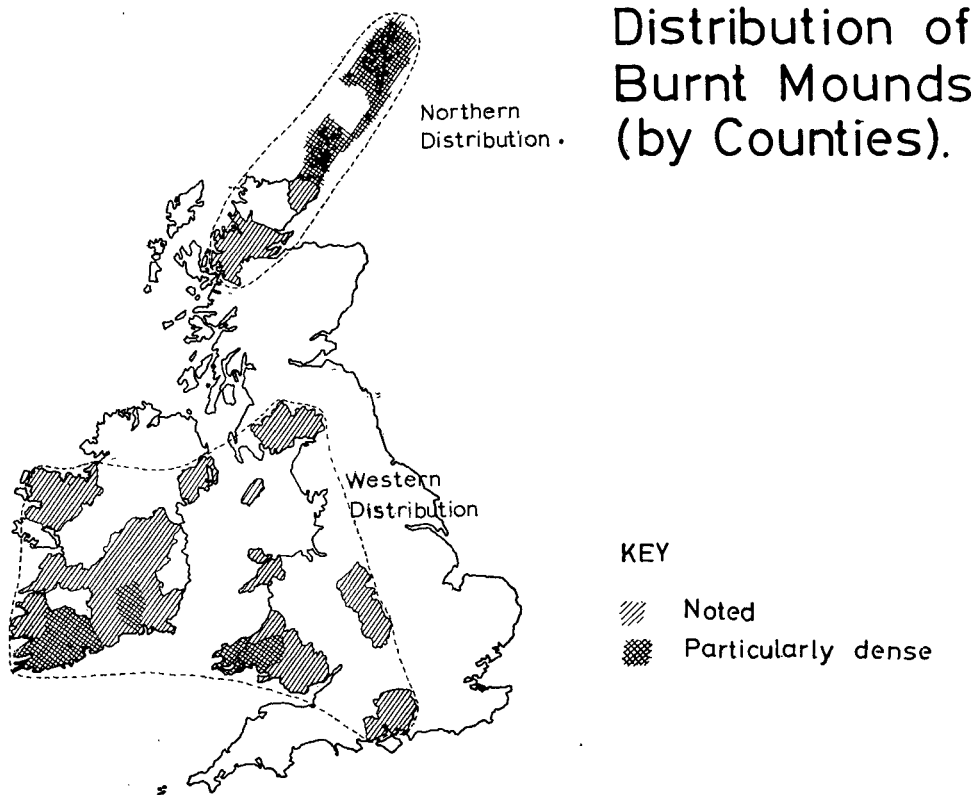 Distribution of
Burnt Mounds
(by Counties).
Northern
Distribution .
Western
Distribution
KEY
Noted
Particularly dense